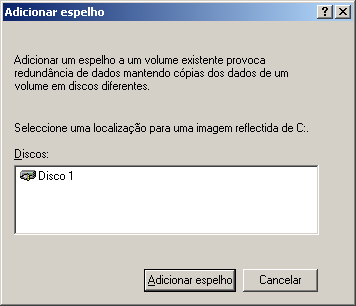 Adicionar espelho
Adicionar um espelho a um volume existente provoca
redundância de dados mantendo cópias dos dados de um
volume em discos diferentes.
Seleccione uma localização para uma imagem reflectida de C:.
Discos:
Disco 1
Adicionar espelho
Cancelar